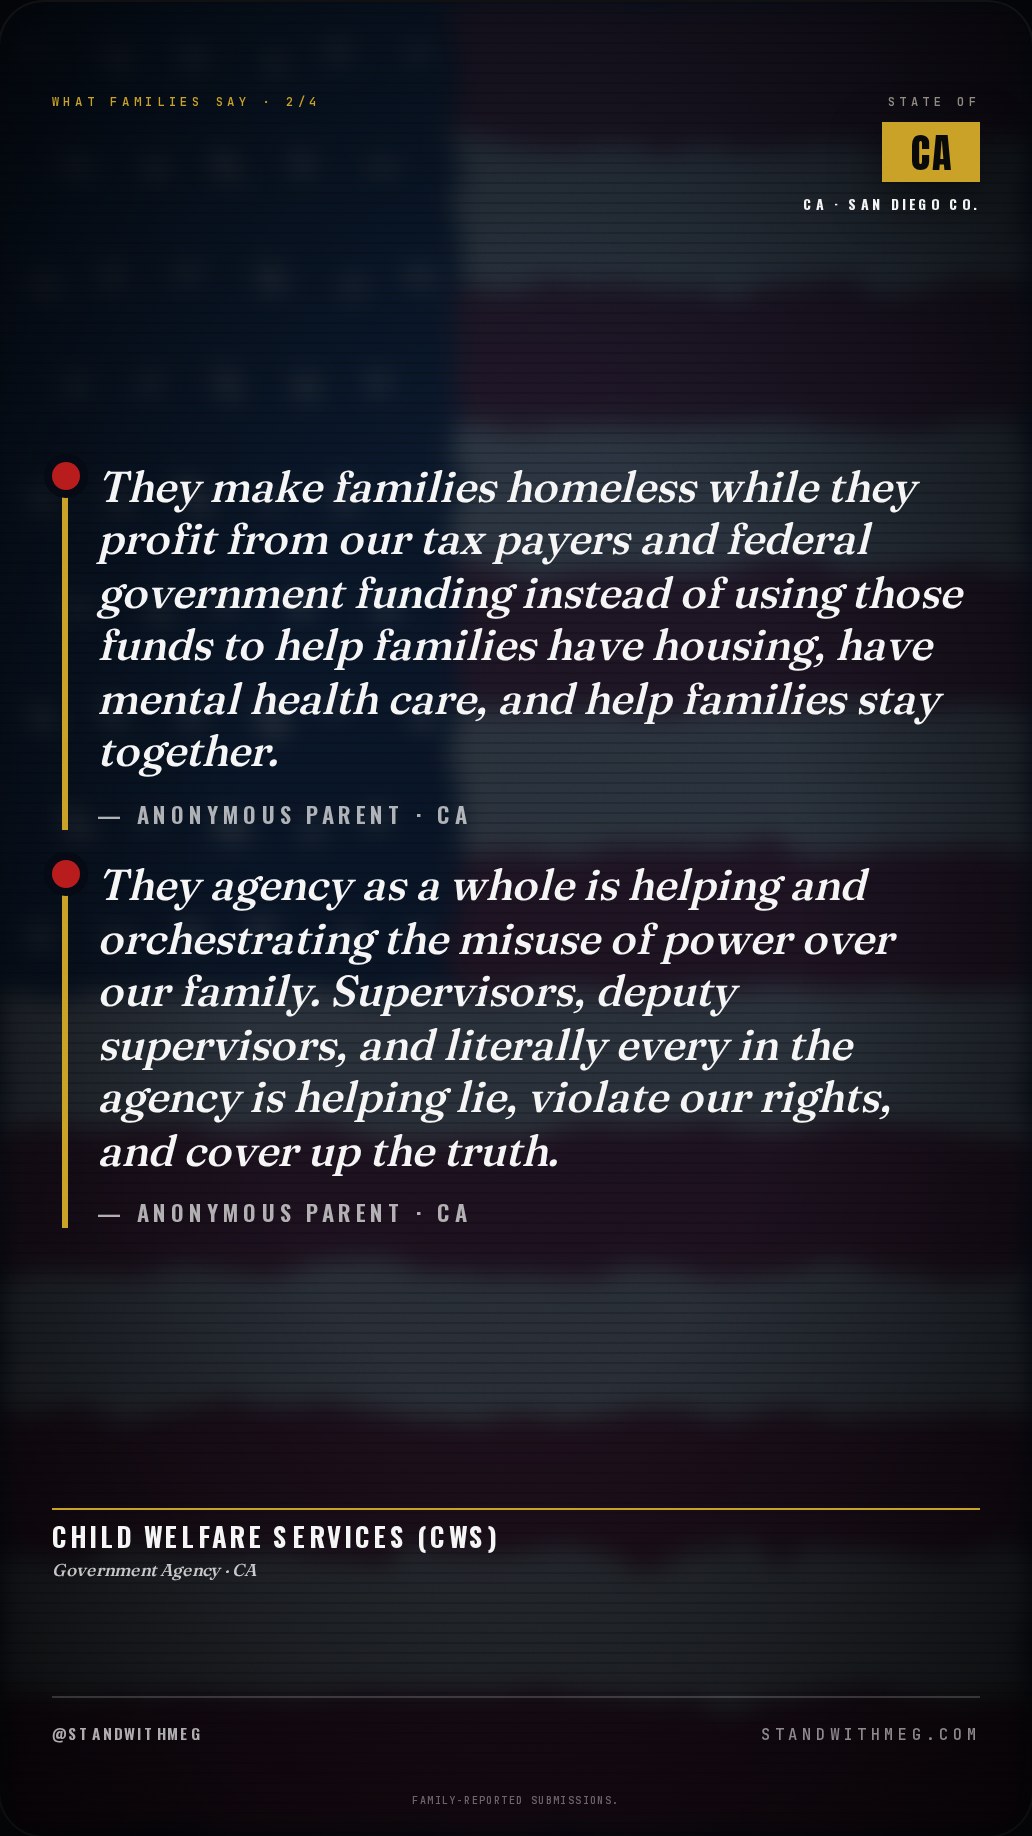 WHAT FAMILIES SAY · 2/4
STATE OF
CA
CA · SAN DIEGO CO.
They make families homeless while they
profit from our tax payers and federal
government funding instead of using those
funds to help families have housing, have
mental health care, and help families stay
together.
— ANONYMOUS PARENT · CA
They agency as a whole is helping and
orchestrating the misuse of power over
our family. Supervisors, deputy
supervisors, and literally every in the
agency is helping lie, violate our rights,
and cover up the truth.
— ANONYMOUS PARENT · CA
CHILD WELFARE SERVICES (CWS)
Government Agency · CA
@STANDWITHMEG
STANDWITHMEG.COM
FAMILY-REPORTED SUBMISSIONS.